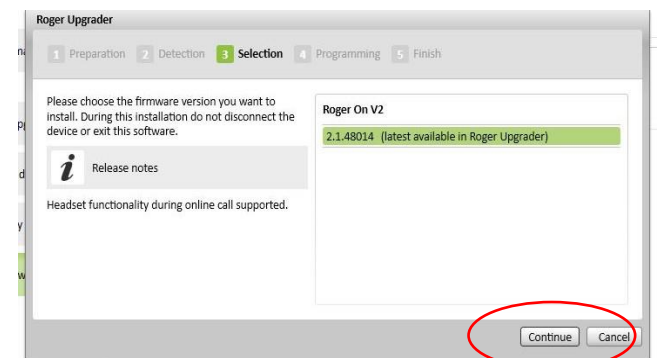 Roger Upgrader
1 Preparation 2 Detection 3 Selection 4 Programming 5 Finish
Please choose the firmware version you want to
install. During this installation do not disconnect the
device or exit this software.
i Release notes
Headset functionality during online call supported.
Roger On V2
2.1.48014 (latest available in Roger Upgrader)
Continue Cancel